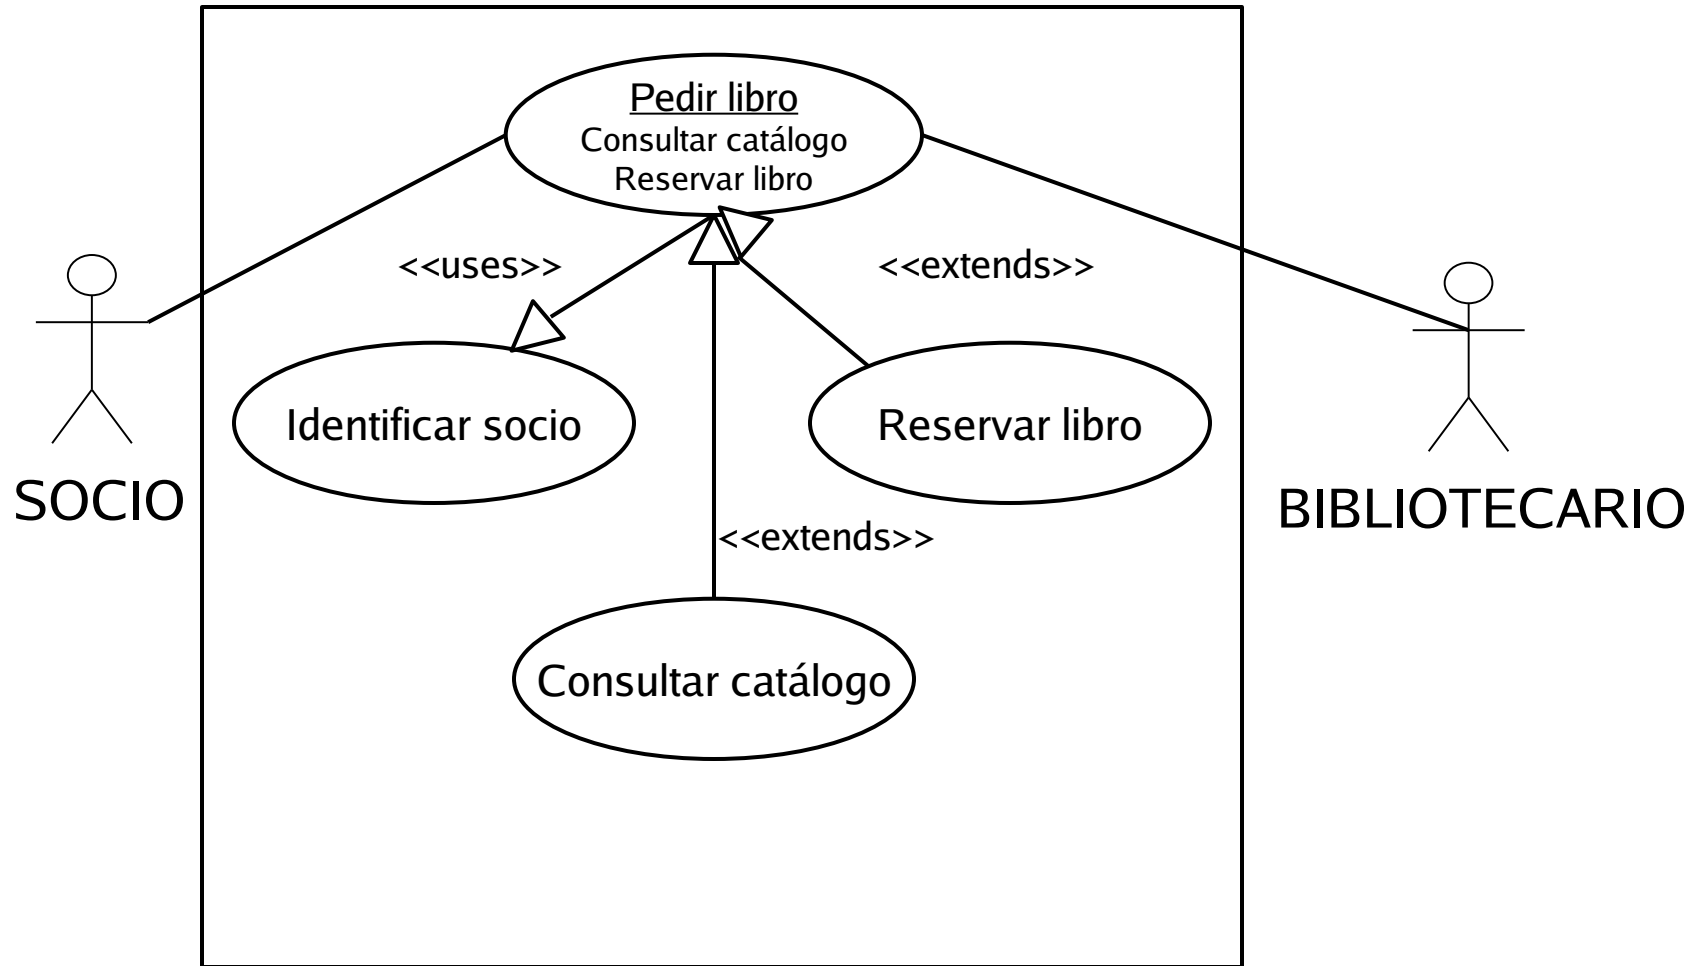 Pedir libro
Consultar catálogo
Reservar libro
<<uses>>
<<extends>>
Identificar socio
Reservar libro
SOCIO
BIBLIOTECARIO
<<extends>>
Consultar catálogo